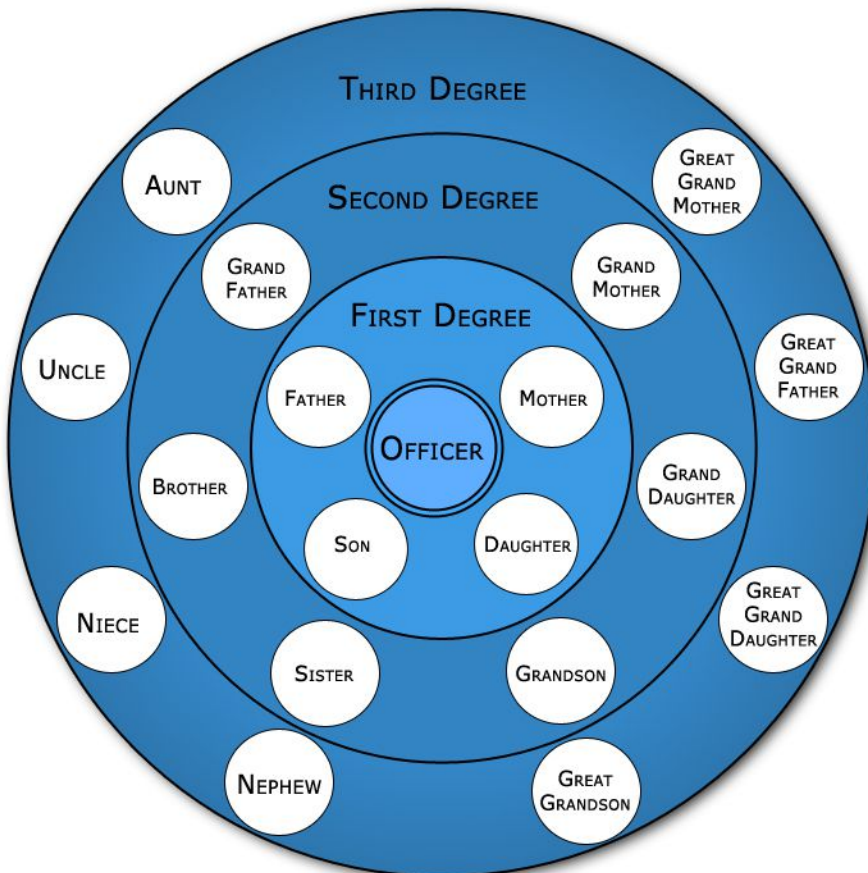 Third Degree
Aunt
Great
Grand
Mother
Second Degree
Grand
Father
Grand
Mother
First Degree
Uncle
Great
Grand
Father
Father
Mother
Officer
Brother
Grand
Daughter
Son
Daughter
Niece
Great
Grand
Daughter
Sister
Grandson
Nephew
Great
Grandson